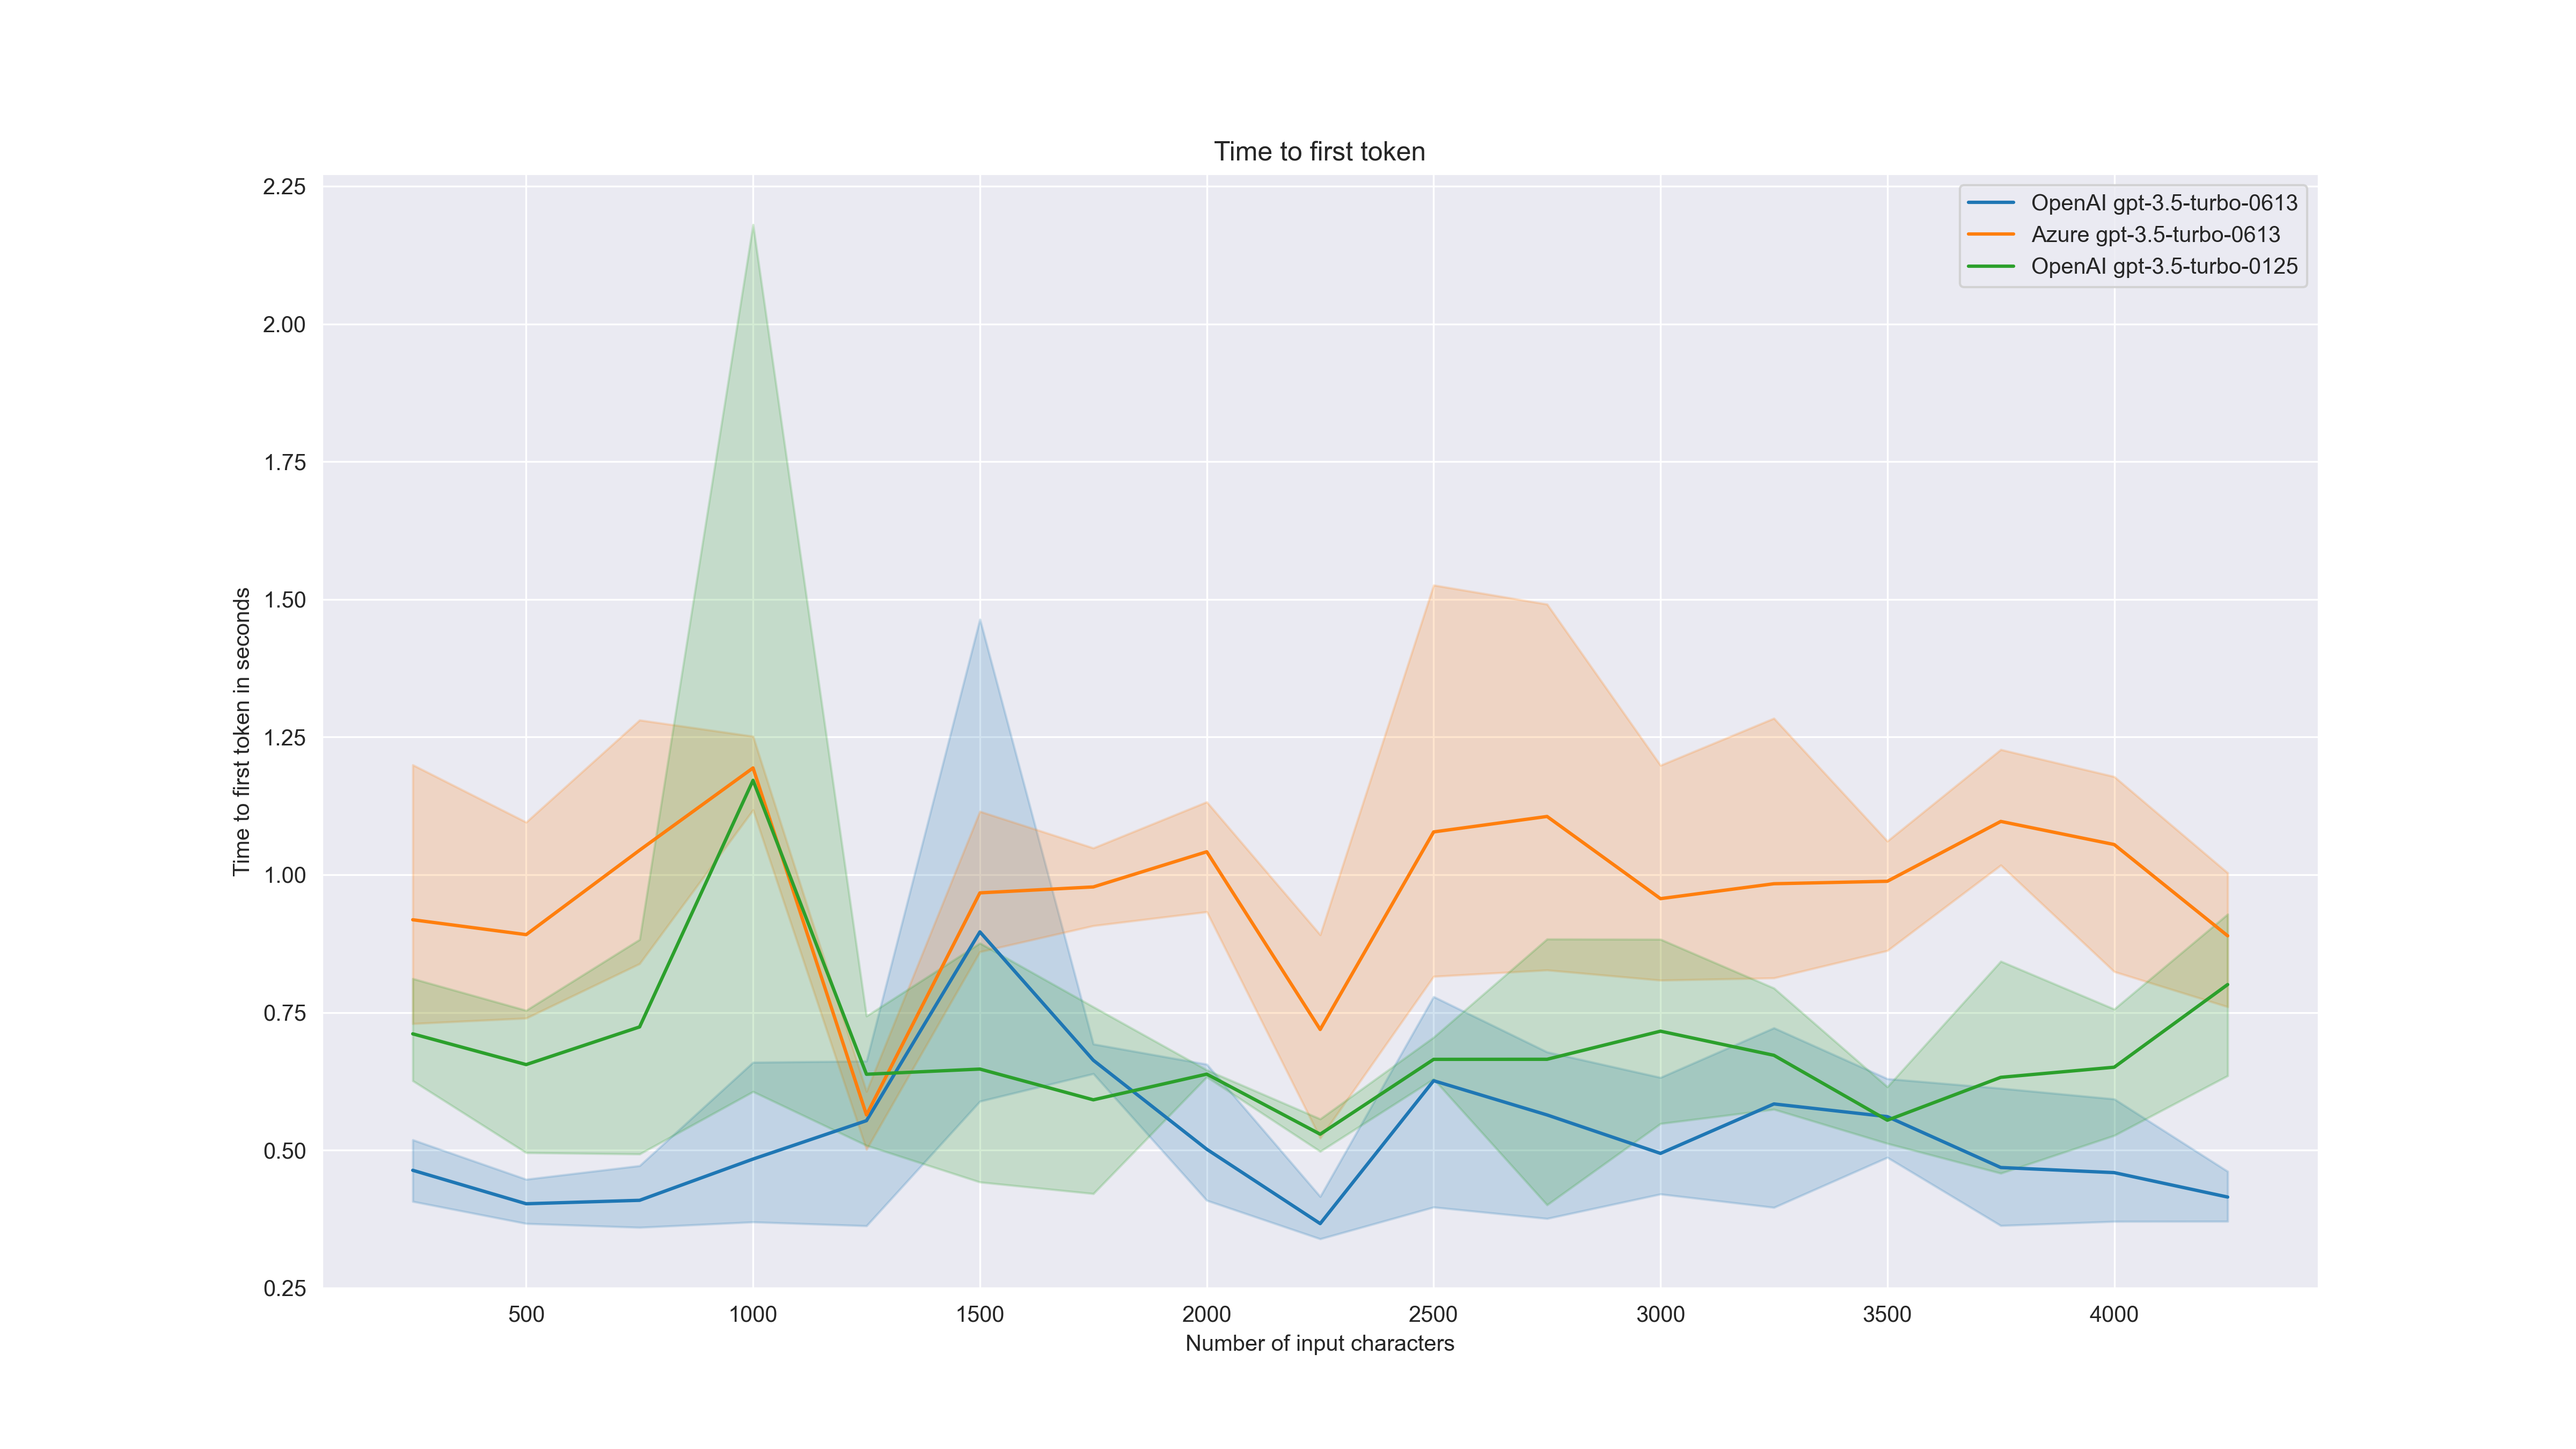 Time to first token
2.25
2.00
1.75
1.50
1.25
1.00
0.75
0.50
0.25
Time to first token in seconds
OpenAI gpt-3.5-turbo-0613
Azure gpt-3.5-turbo-0613
OpenAI gpt-3.5-turbo-0125
500 1000 1500 2000 2500 3000 3500 4000
Number of input characters